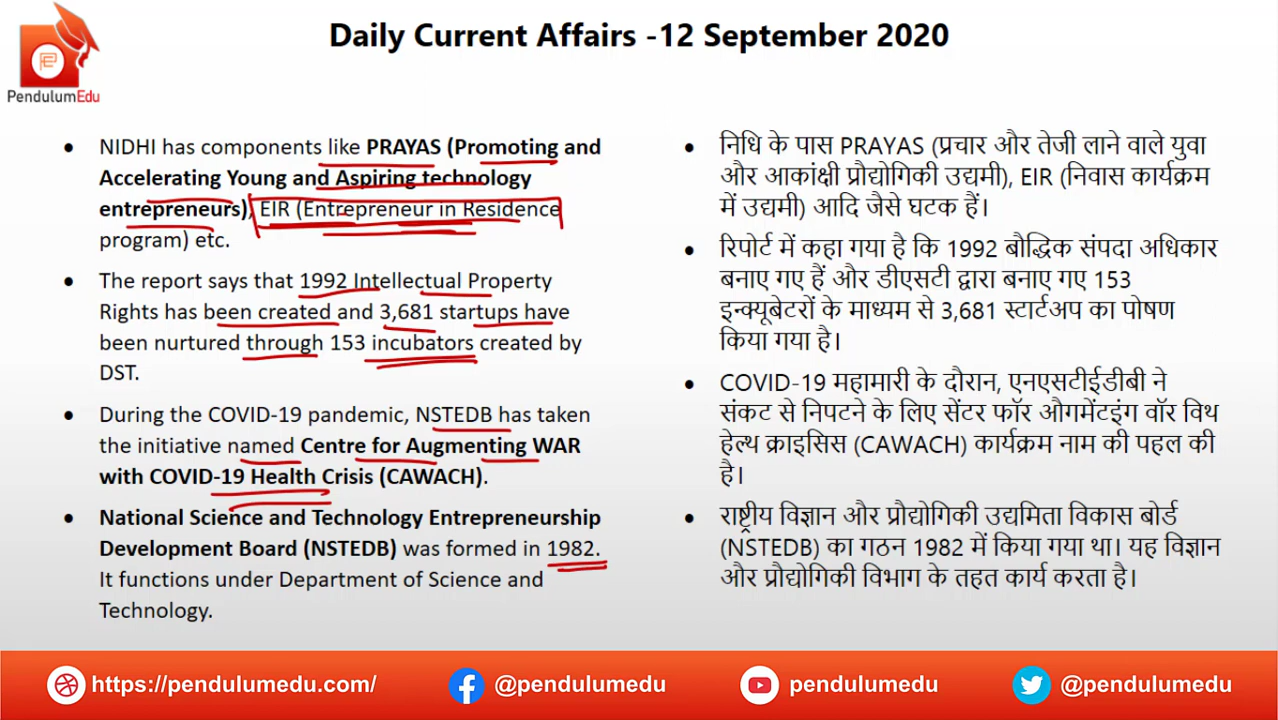 Daily Current Affairs -12 September 2020
PendulumEdu
NIDHI has components like PRAYAS (Promoting and
Accelerating Young and Aspiring technology
entrepreneurs), EIR (Entrepreneur in Residence
program) etc.
The report says that 1992 Intellectual Property
Rights has been created and 3,681 startups have
been nurtured through 153 incubators created by
DST.
During the COVID-19 pandemic, NSTEDB has taken
the initiative named Centre for Augmenting WAR
with COVID-19 Health Crisis (CAWACH).
National Science and Technology Entrepreneurship
Development Board (NSTEDB) was formed in 1982.
It functions under Department of Science and
Technology.
निधि के पास PRAYAS (प्रचार और तेजी लाने वाले युवा
और आकांक्षी प्रौद्योगिकी उद्यमी), EIR (निवास कार्यक्रम
में उद्यमी) आदि जैसे घटक हैं।
रिपोर्ट में कहा गया है कि 1992 बौद्धिक संपदा अधिकार
बनाए गए हैं और डीएसटी द्वारा बनाए गए 153
इन्क्यूबेटरों के माध्यम से 3,681 स्टार्टअप का पोषण
किया गया है।
COVID-19 महामारी के दौरान, एनएसटीईडीबी ने
संकट से निपटने के लिए सेंटर फॉर औगमेंटइंग वॉर विथ
हेल्थ क्राइसिस (CAWACH) कार्यक्रम नाम की पहल की
है।
राष्ट्रीय विज्ञान और प्रौद्योगिकी उद्यमिता विकास बोर्ड
(NSTEDB) का गठन 1982 में किया गया था। यह विज्ञान
और प्रौद्योगिकी विभाग के तहत कार्य करता है।
https://pendulumedu.com/
@pendulumedu
pendulumedu
@pendulumedu